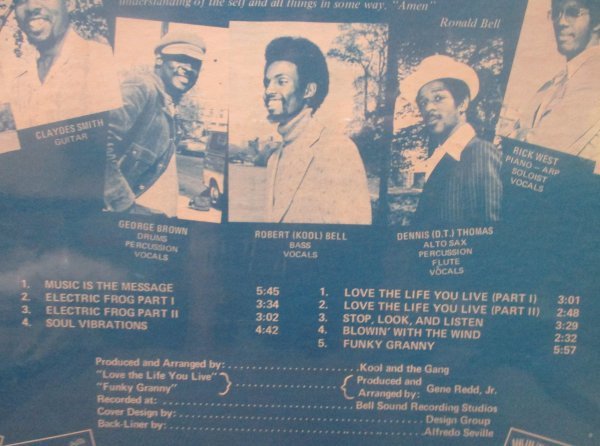 understanding of the self and all things in some way. "Amen"
Ronald Bell
CLAYDES SMITH
GUITAR
GEORGE BROWN
DRUMS
PERCUSSION
VOCALS
ROBERT (KOOL) BELL
BASS
VOCALS
DENNIS (D.T.) THOMAS
ALTO SAX
PERCUSSION
FLUTE
VOCALS
RICK WEST
PIANO – ARP
SOLOIST
VOCALS
1. MUSIC IS THE MESSAGE 5:45
2. ELECTRIC FROG PART I 3:34
3. ELECTRIC FROG PART II 3:02
4. SOUL VIBRATIONS 4:42
1. LOVE THE LIFE YOU LIVE (PART I) 3:01
2. LOVE THE LIFE YOU LIVE (PART II) 2:48
3. STOP, LOOK, AND LISTEN 3:29
4. BLOWIN' WITH THE WIND 2:32
5. FUNKY GRANNY 5:57
Produced and Arranged by: Kool and the Gang
"Love the Life You Live" Produced and
"Funky Granny" Arranged by: Gene Redd, Jr.
Recorded at: Bell Sound Recording Studios
Cover Design by: Design Group
Back-Liner by: Alfredo Seville